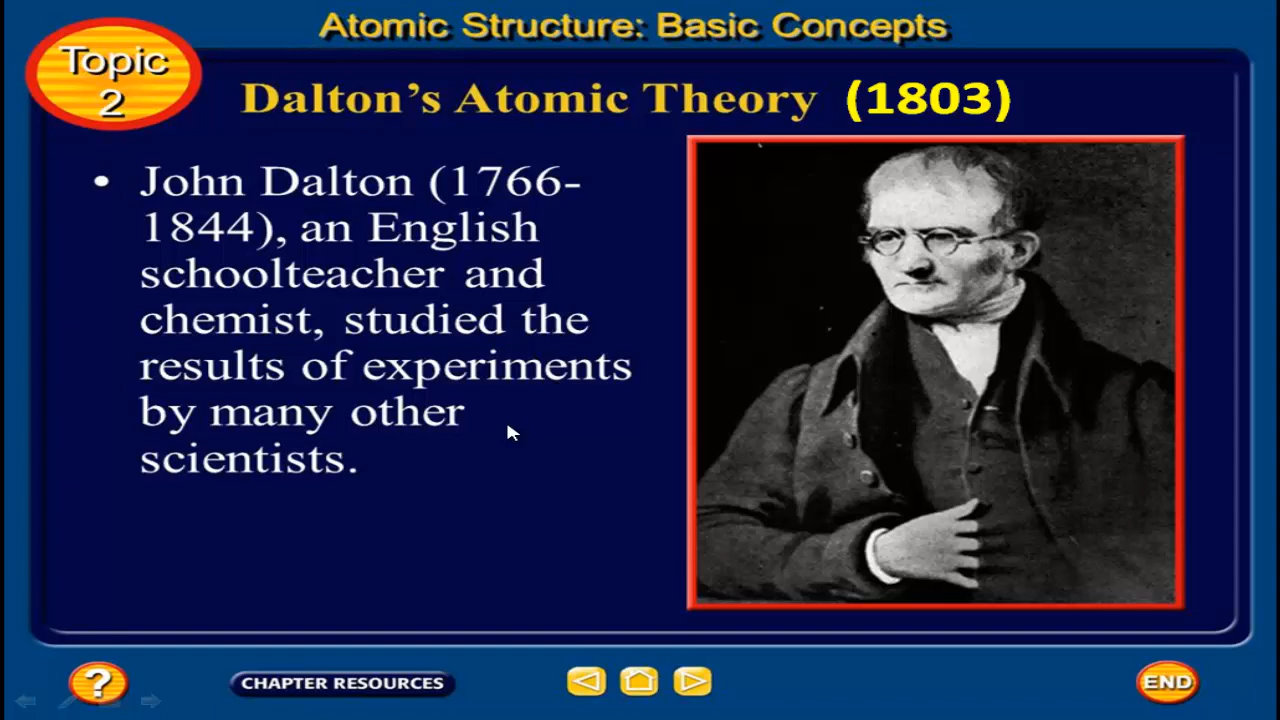 Atomic Structure: Basic Concepts
Topic
2
Dalton’s Atomic Theory (1803)
• John Dalton (1766-
1844), an English
schoolteacher and
chemist, studied the
results of experiments
by many other
scientists.
?
CHAPTER RESOURCES
END